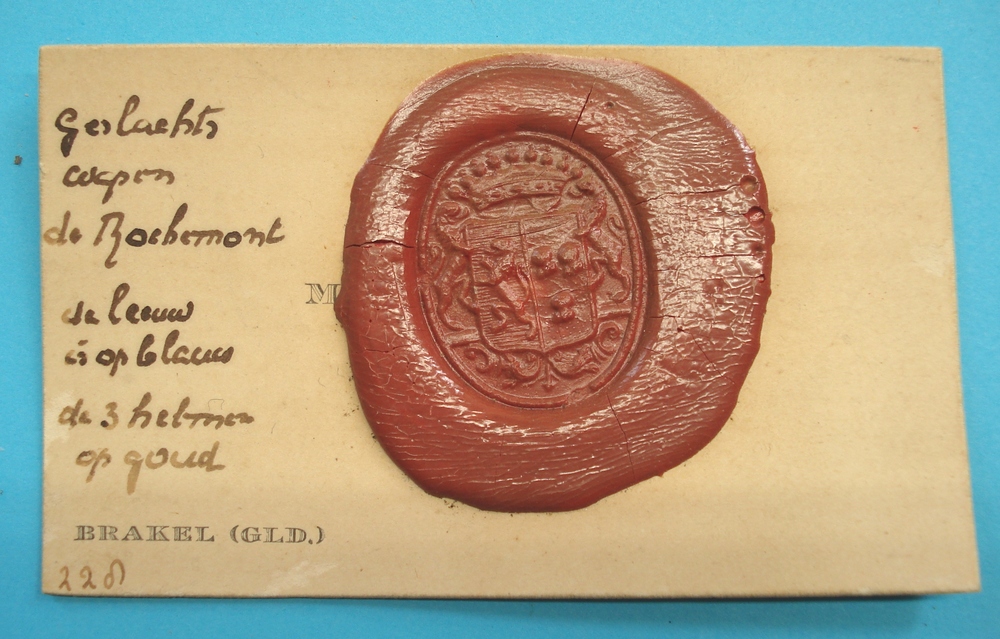 Geslachts
wapen
de Rochemont
M
de leeuw
is op blauw
de 3 helmen
op goud
BRAKEL (GLD.)
228